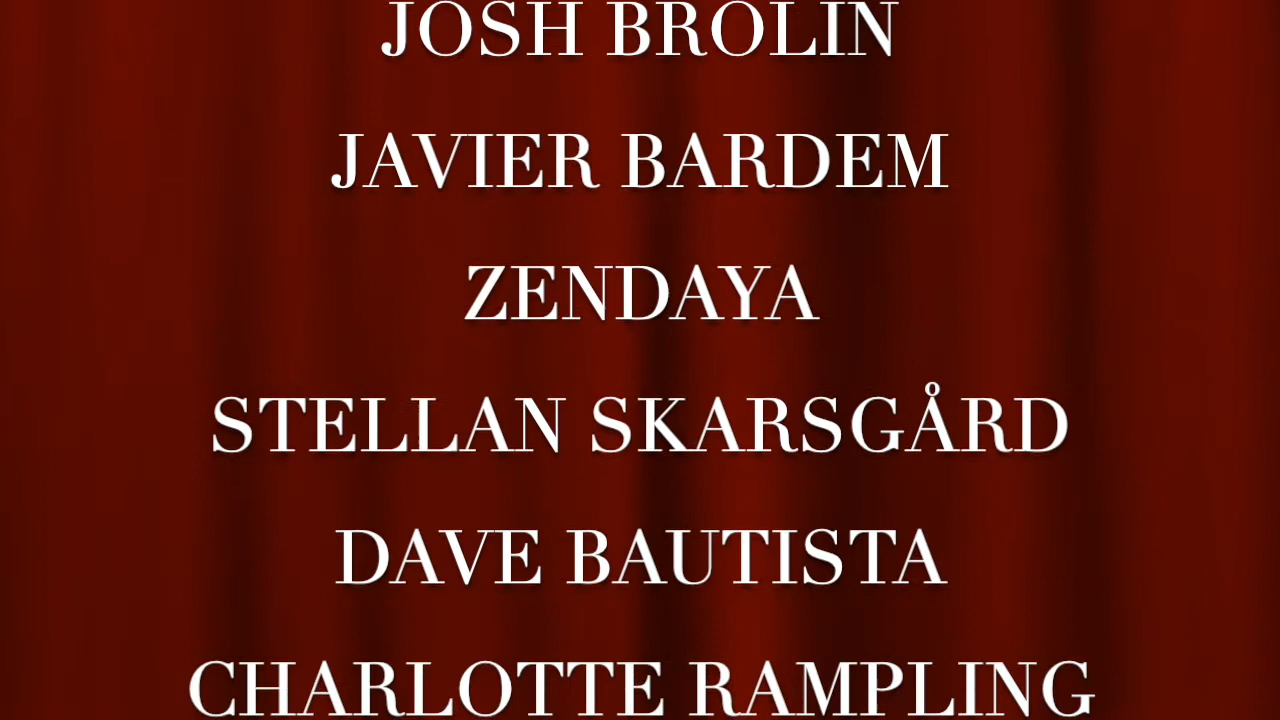 JOSH BROLIN
JAVIER BARDEM
ZENDAYA
STELLAN SKARSGÅRD
DAVE BAUTISTA
CHARLOTTE RAMPLING